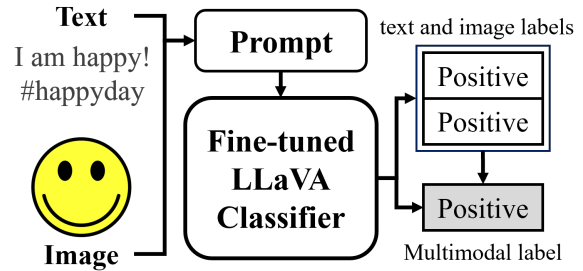 Text
I am happy!
#happyday
Image
Prompt
Fine-tuned
LLaVA
Classifier
text and image labels
Positive
Positive
Positive
Multimodal label